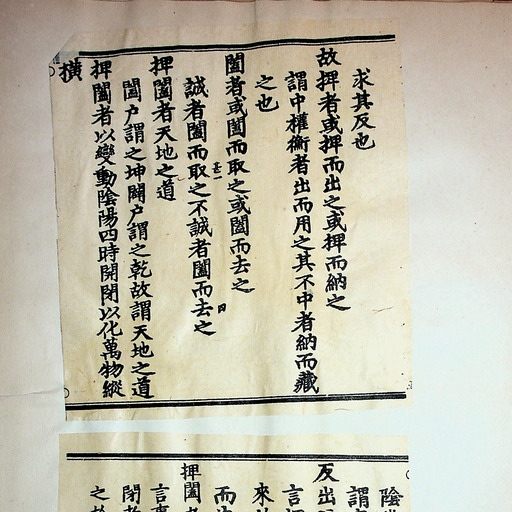 求其反也
故捭者或捭而出之或捭而納之
謂中權衡者出而用之其不中者納而藏
之也
闔者或闔而取之或闔而去之
誠者闔而取之不誠者闔而去之
捭闔者天地之道
闔户謂之坤闢户謂之乾故謂天地之道
捭闔者以變動陰陽四時開閉以化萬物縱
橫
陰
謂
反出
言
來
而
捭闔
言
閉
之